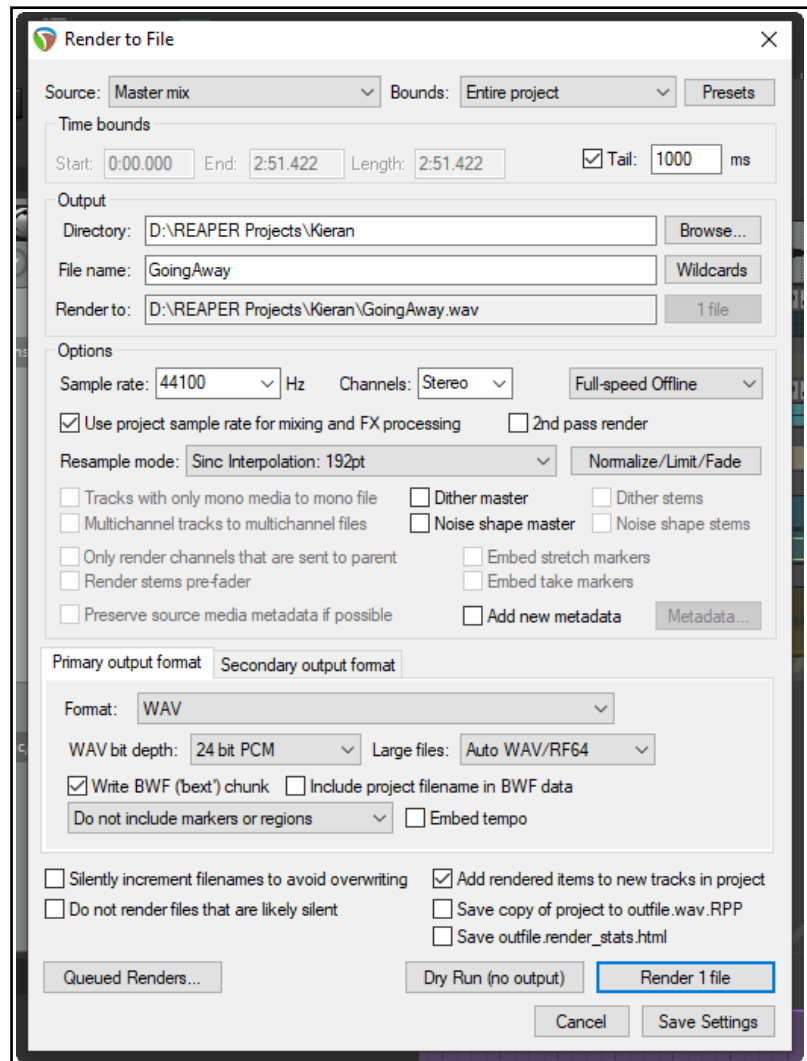 Render to File
Source: Master mix Bounds: Entire project Presets
Time bounds
Start: 0:00.000 End: 2:51.422 Length: 2:51.422 Tail: 1000 ms
Output
Directory: D:\REAPER Projects\Kieran Browse...
File name: GoingAway Wildcards
Render to: D:\REAPER Projects\Kieran\GoingAway.wav 1 file
Options
Sample rate: 44100 Hz Channels: Stereo Full-speed Offline
Use project sample rate for mixing and FX processing 2nd pass render
Resample mode: Sinc Interpolation: 192pt Normalize/Limit/Fade
Tracks with only mono media to mono file Dither master Dither stems
Multichannel tracks to multichannel files Noise shape master Noise shape stems
Only render channels that are sent to parent Embed stretch markers
Render stems pre-fader Embed take markers
Preserve source media metadata if possible Add new metadata Metadata...
Primary output format Secondary output format
Format: WAV
WAV bit depth: 24 bit PCM Large files: Auto WAV/RF64
Write BWF ('bext') chunk Include project filename in BWF data
Do not include markers or regions Embed tempo
Silently increment filenames to avoid overwriting Add rendered items to new tracks in project
Do not render files that are likely silent Save copy of project to outfile.wav.RPP
Save outfile.render_stats.html
Queued Renders... Dry Run (no output) Render 1 file
Cancel Save Settings